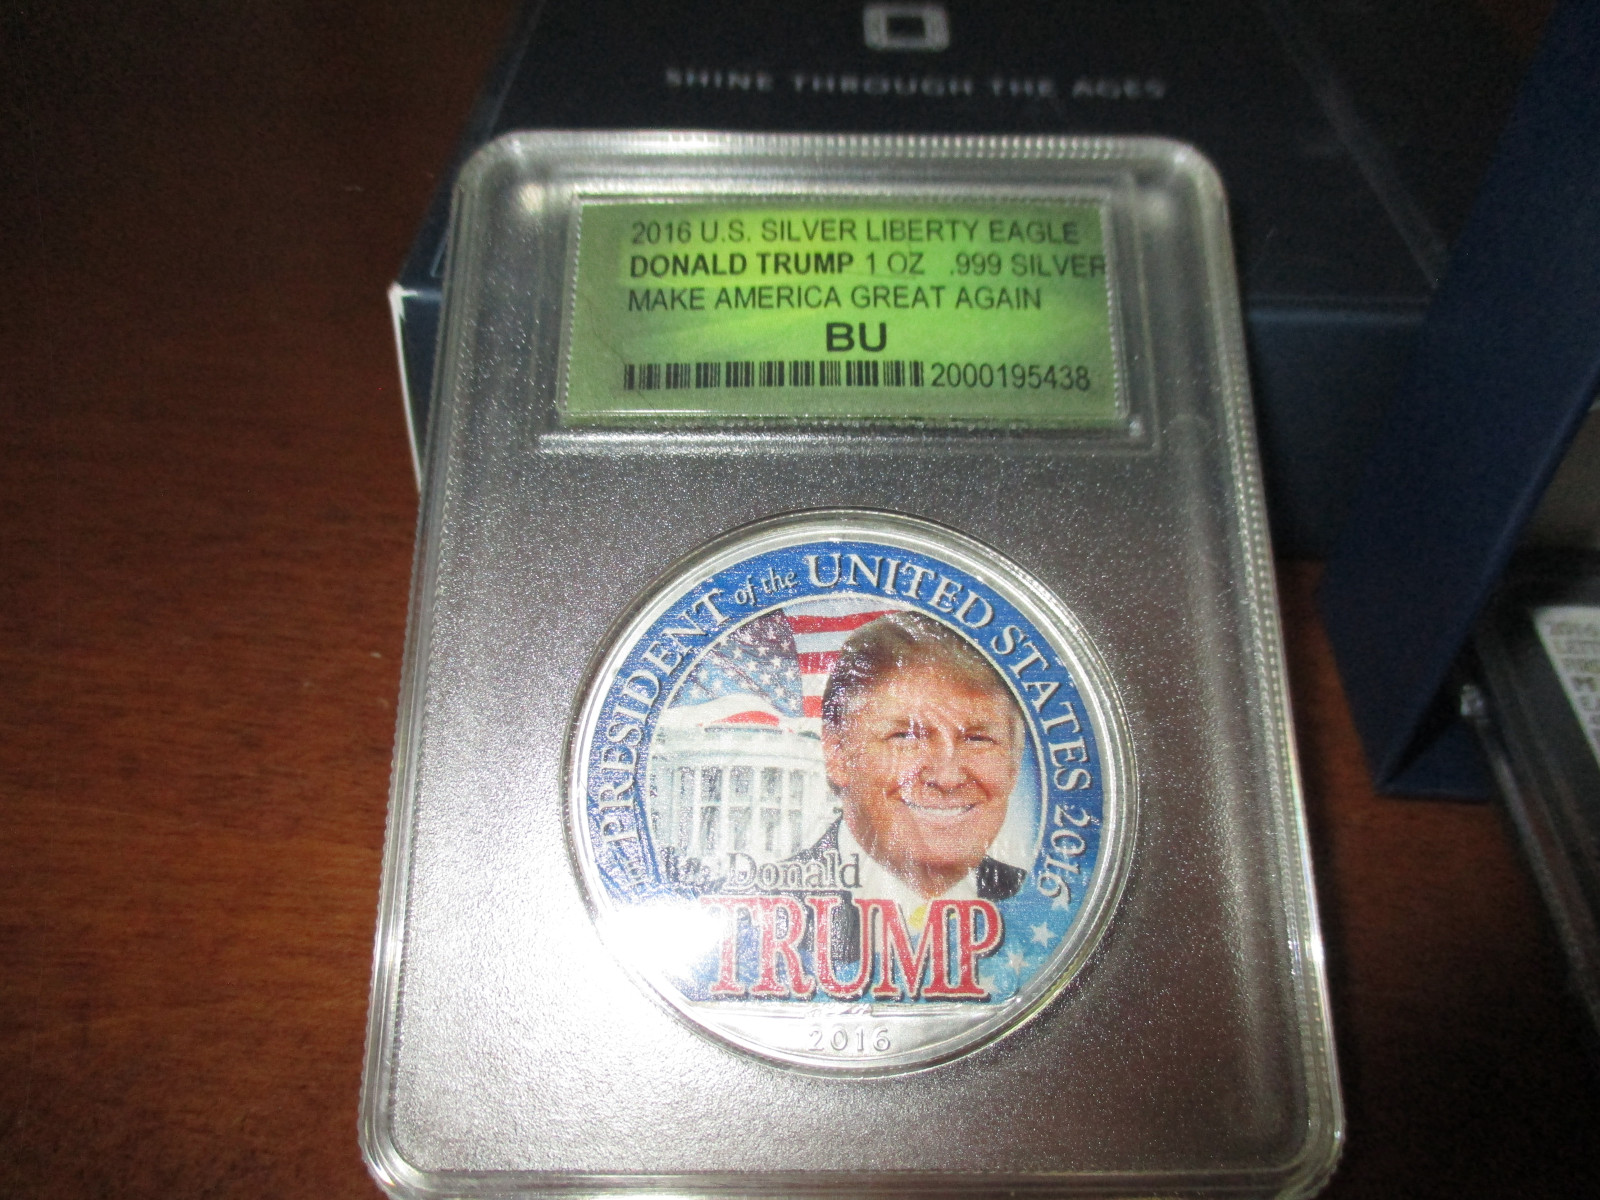 SHINE THROUGH THE AGES
2016 U.S. SILVER LIBERTY EAGLE
DONALD TRUMP 1 OZ .999 SILVER
MAKE AMERICA GREAT AGAIN
BU
2000195438
PRESIDENT of the UNITED STATES 2016
Donald
TRUMP
2016